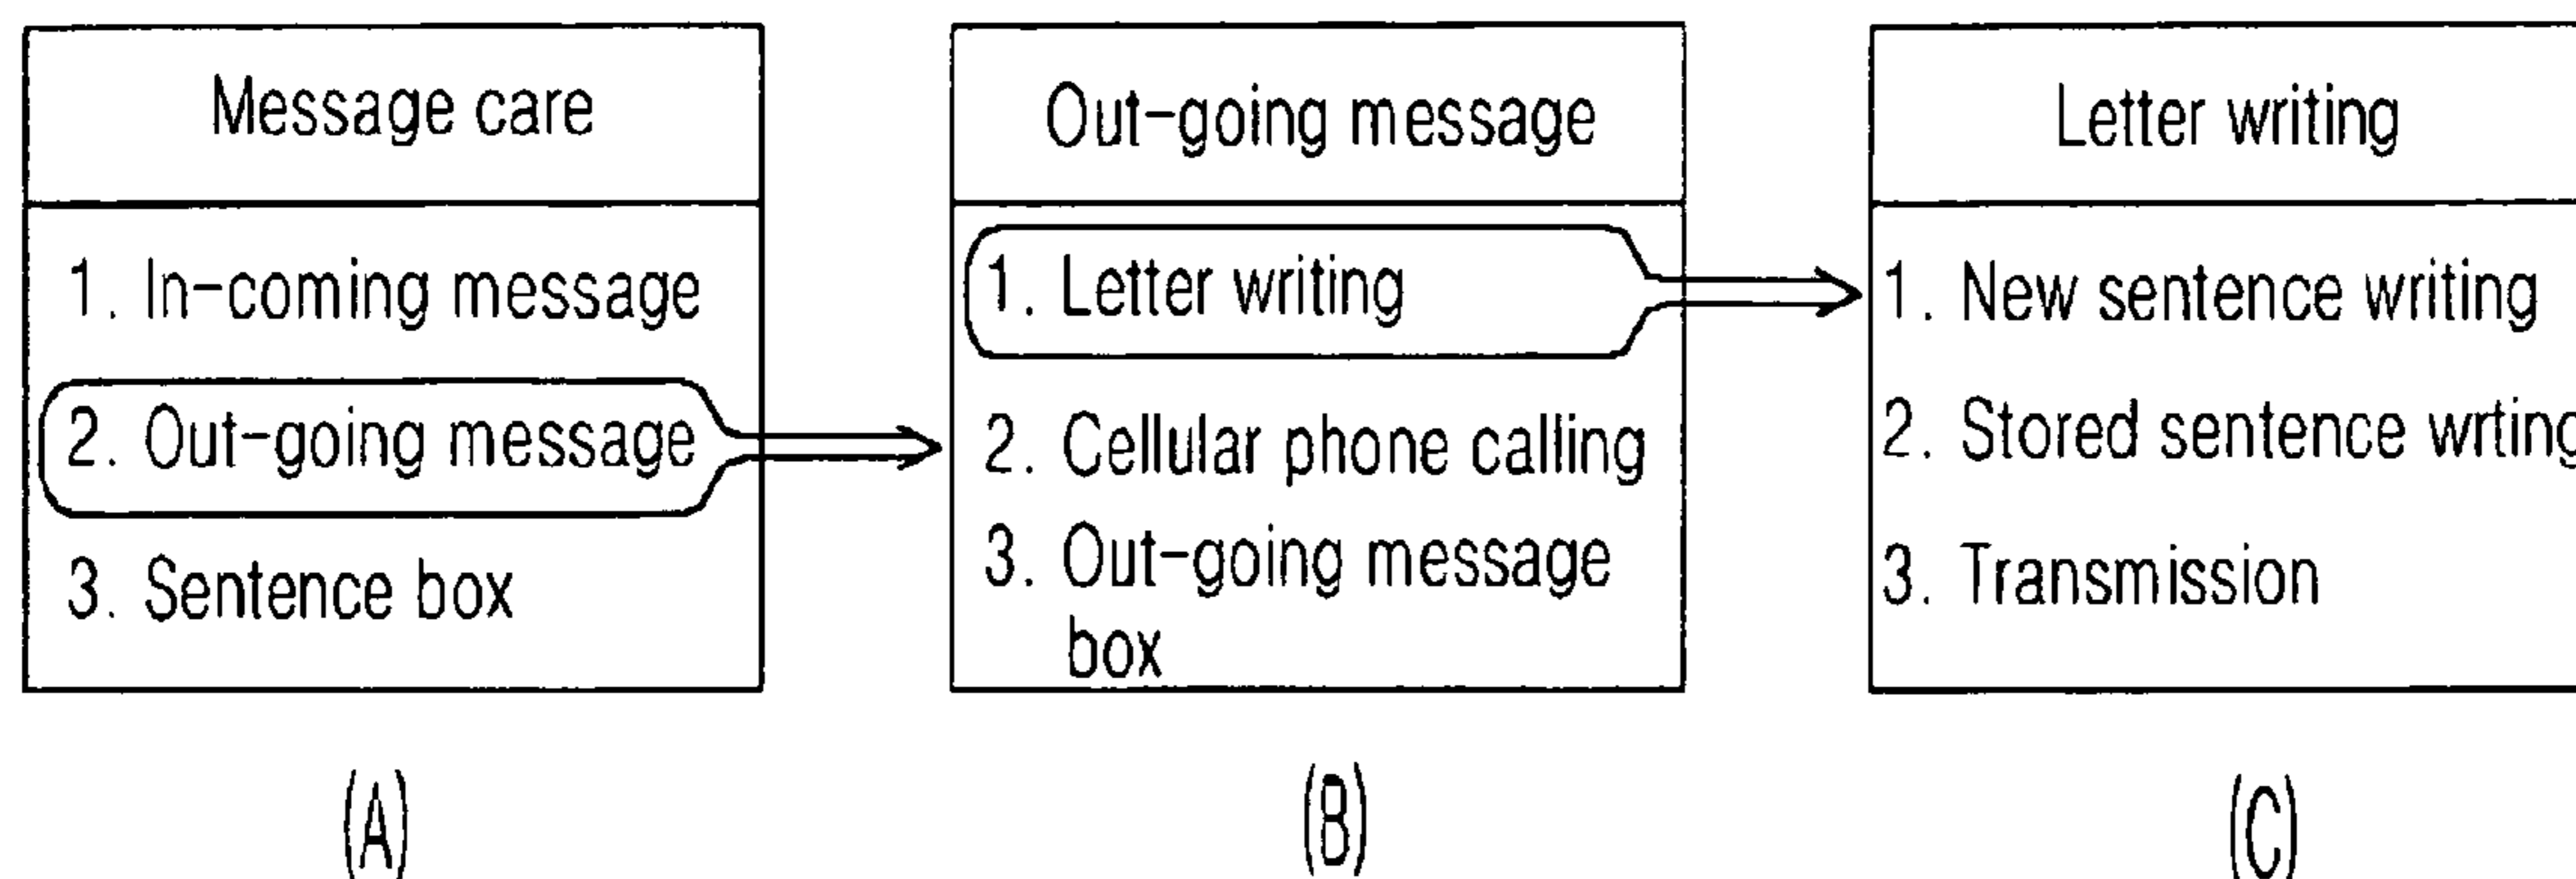 Message care
1. In-coming message
2. Out-going message
3. Sentence box
(A)
Out-going message
1. Letter writing
2. Cellular phone calling
3. Out-going message
box
(B)
Letter writing
1. New sentence writing
2. Stored sentence wrting
3. Transmission
(C)